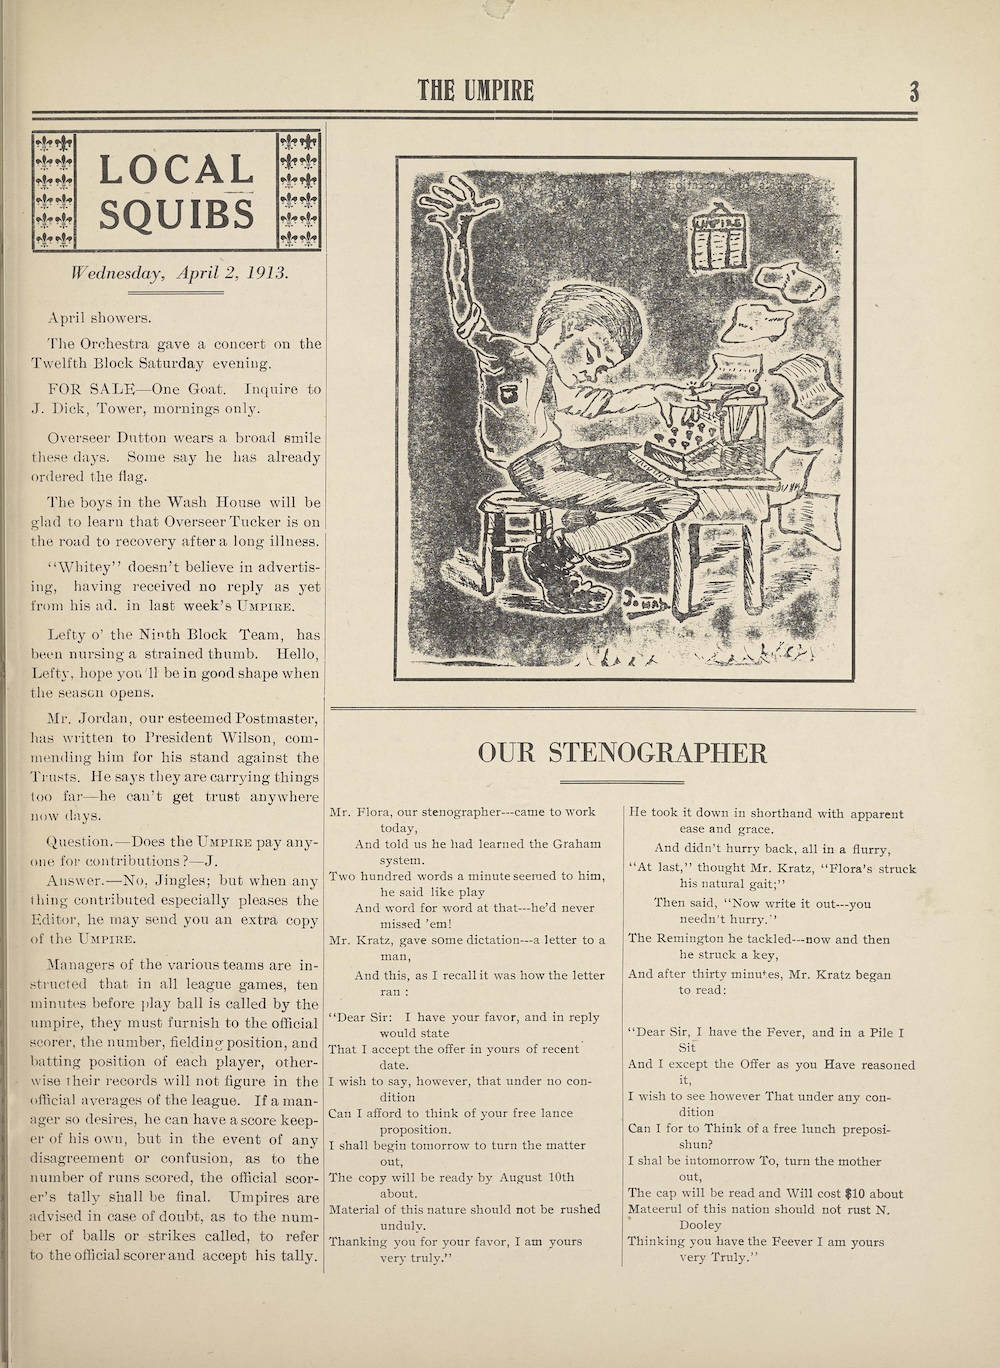 THE UMPIRE
3
LOCAL
SQUIBS
Wednesday, April 2, 1913.
April showers.
The Orchestra gave a concert on the
Twelfth Block Saturday evening.
FOR SALE—One Goat. Inquire to
J. Dick, Tower, mornings only.
Overseer Dutton wears a broad smile
these days. Some say he has already
ordered the flag.
The boys in the Wash House will be
glad to learn that Overseer Tucker is on
the road to recovery after a long illness.
“Whitey” doesn’t believe in advertis-
ing, having received no reply as yet
from his ad. in last week’s UMPIRE.
Lefty o’ the Ninth Block Team, has
been nursing a strained thumb. Hello,
Lefty, hope you’ll be in good shape when
the season opens.
Mr. Jordan, our esteemed Postmaster,
has written to President Wilson, com-
mending him for his stand against the
Trusts. He says they are carrying things
too far—he can’t get trust anywhere
now days.
Question.—Does the UMPIRE pay any-
one for contributions?—J.
Answer.—No, Jingles; but when any
thing contributed especially pleases the
Editor, he may send you an extra copy
of the UMPIRE.
Managers of the various teams are in-
structed that in all league games, ten
minutes before play ball is called by the
umpire, they must furnish to the official
scorer, the number, fielding position, and
batting position of each player, other-
wise their records will not figure in the
official averages of the league. If a man-
ager so desires, he can have a score keep-
er of his own, but in the event of any
disagreement or confusion, as to the
number of runs scored, the official scor-
er’s tally shall be final. Umpires are
advised in case of doubt, as to the num-
ber of balls or strikes called, to refer
to the official scorer and accept his tally.
UMPIRE
OUR STENOGRAPHER
Mr. Flora, our stenographer---came to work
today,
And told us he had learned the Graham
system.
Two hundred words a minute seemed to him,
he said like play
And word for word at that---he’d never
missed ’em!
Mr. Kratz, gave some dictation---a letter to a
man,
And this, as I recall it was how the letter
ran :
“Dear Sir: I have your favor, and in reply
would state
That I accept the offer in yours of recent
date.
I wish to say, however, that under no con-
dition
Can I afford to think of your free lance
proposition.
I shall begin tomorrow to turn the matter
out,
The copy will be ready by August 10th
about.
Material of this nature should not be rushed
unduly.
Thanking you for your favor, I am yours
very truly.”
He took it down in shorthand with apparent
ease and grace.
And didn’t hurry back, all in a flurry,
“At last,” thought Mr. Kratz, “Flora’s struck
his natural gait;”
Then said, “Now write it out---you
needn’t hurry.”
The Remington he tackled---now and then
he struck a key,
And after thirty minutes, Mr. Kratz began
to read:
“Dear Sir, I have the Fever, and in a Pile I
Sit
And I except the Offer as you Have reasoned
it,
I wish to see however That under any con-
dition
Can I for to Think of a free lunch preposi-
shun?
I shal be intomorrow To, turn the mother
out,
The cap will be read and Will cost $10 about
Mateerul of this nation should not rust N.
Dooley
Thinking you have the Feever I am yours
very Truly.”